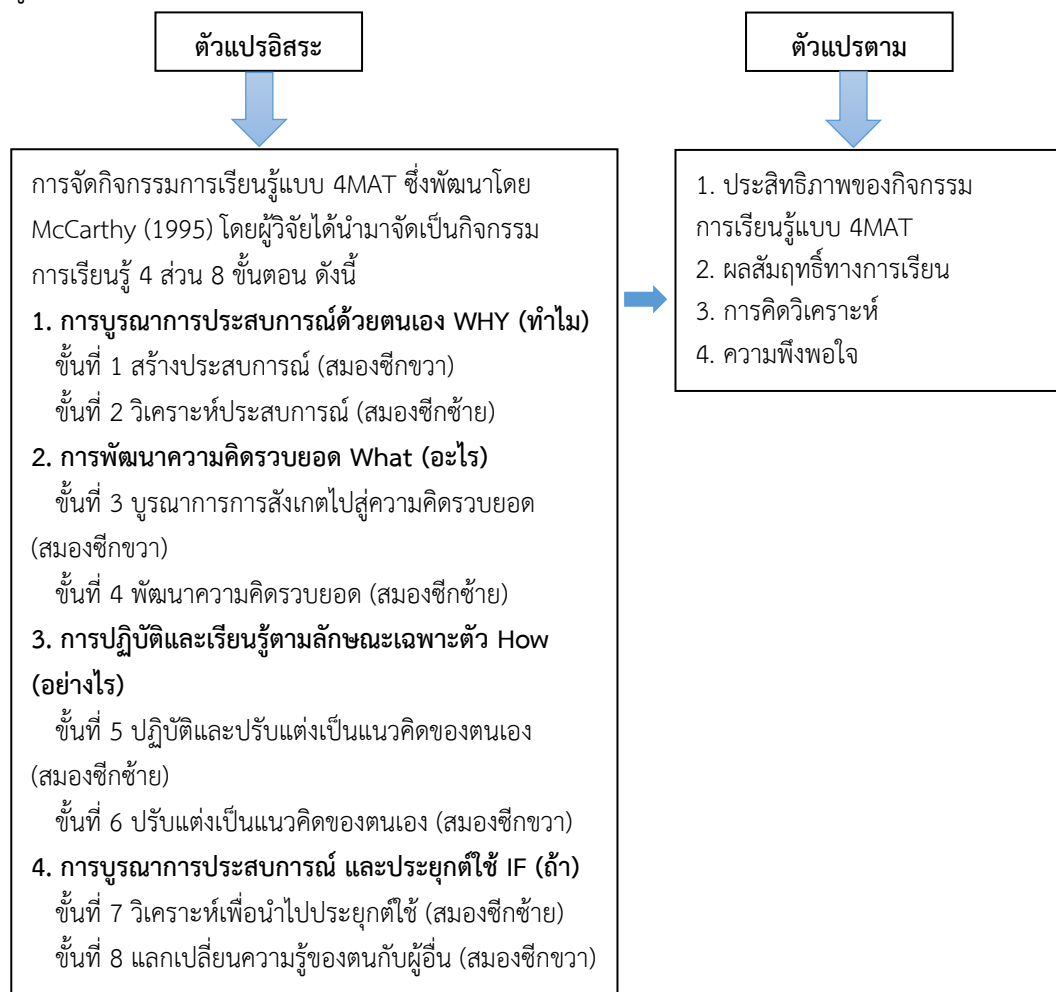 ตัวแปรอิสระ
ตัวแปรตาม
การจัดกิจกรรมการเรียนรู้แบบ 4MAT ซึ่งพัฒนาโดย
McCarthy (1995) โดยผู้วิจัยได้นำมาจัดเป็นกิจกรรม
การเรียนรู้ 4 ส่วน 8 ขั้นตอน ดังนี้
1. การบูรณาการประสบการณ์ด้วยตนเอง WHY (ทำไม)
ขั้นที่ 1 สร้างประสบการณ์ (สมองซีกขวา)
ขั้นที่ 2 วิเคราะห์ประสบการณ์ (สมองซีกซ้าย)
2. การพัฒนาความคิดรวบยอด What (อะไร)
ขั้นที่ 3 บูรณาการการสังเกตไปสู่ความคิดรวบยอด
(สมองซีกขวา)
ขั้นที่ 4 พัฒนาความคิดรวบยอด (สมองซีกซ้าย)
3. การปฏิบัติและเรียนรู้ตามลักษณะเฉพาะตัว How
(อย่างไร)
ขั้นที่ 5 ปฏิบัติและปรับแต่งเป็นแนวคิดของตนเอง
(สมองซีกซ้าย)
ขั้นที่ 6 ปรับแต่งเป็นแนวคิดของตนเอง (สมองซีกขวา)
4. การบูรณาการประสบการณ์ และประยุกต์ใช้ IF (ถ้า)
ขั้นที่ 7 วิเคราะห์เพื่อนำไปประยุกต์ใช้ (สมองซีกซ้าย)
ขั้นที่ 8 แลกเปลี่ยนความรู้ของตนกับผู้อื่น (สมองซีกขวา)
1. ประสิทธิภาพของกิจกรรม
การเรียนรู้แบบ 4MAT
2. ผลสัมฤทธิ์ทางการเรียน
3. การคิดวิเคราะห์
4. ความพึงพอใจ